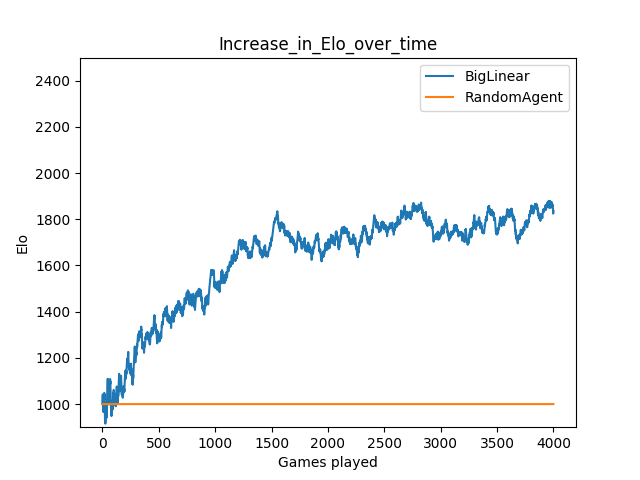 Increase_in_Elo_over_time
BigLinear
RandomAgent
2400
2200
2000
1800
1600
1400
1200
1000
Elo
0 500 1000 1500 2000 2500 3000 3500 4000
Games played